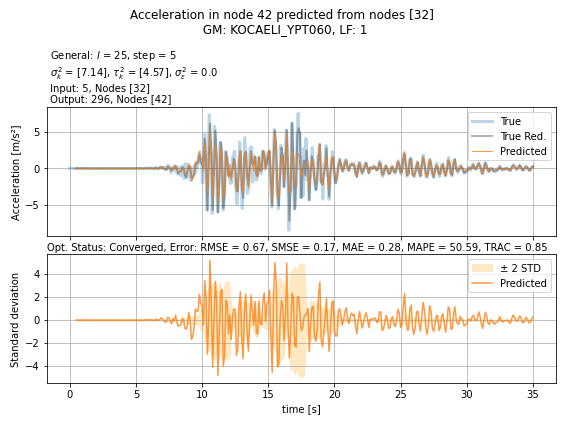 Acceleration in node 42 predicted from nodes [32]
GM: KOCAELI_YPT060, LF: 1
General: l = 25, step = 5
σ²ₖ = [7.14], τ²ₖ = [4.57], σ²ε = 0.0
Input: 5, Nodes [32]
Output: 296, Nodes [42]
Acceleration [m/s²]
5
0
−5
True
True Red.
Predicted
Opt. Status: Converged, Error: RMSE = 0.67, SMSE = 0.17, MAE = 0.28, MAPE = 50.59, TRAC = 0.85
Standard deviation
4
2
0
−2
−4
± 2 STD
Predicted
0 5 10 15 20 25 30 35
time [s]